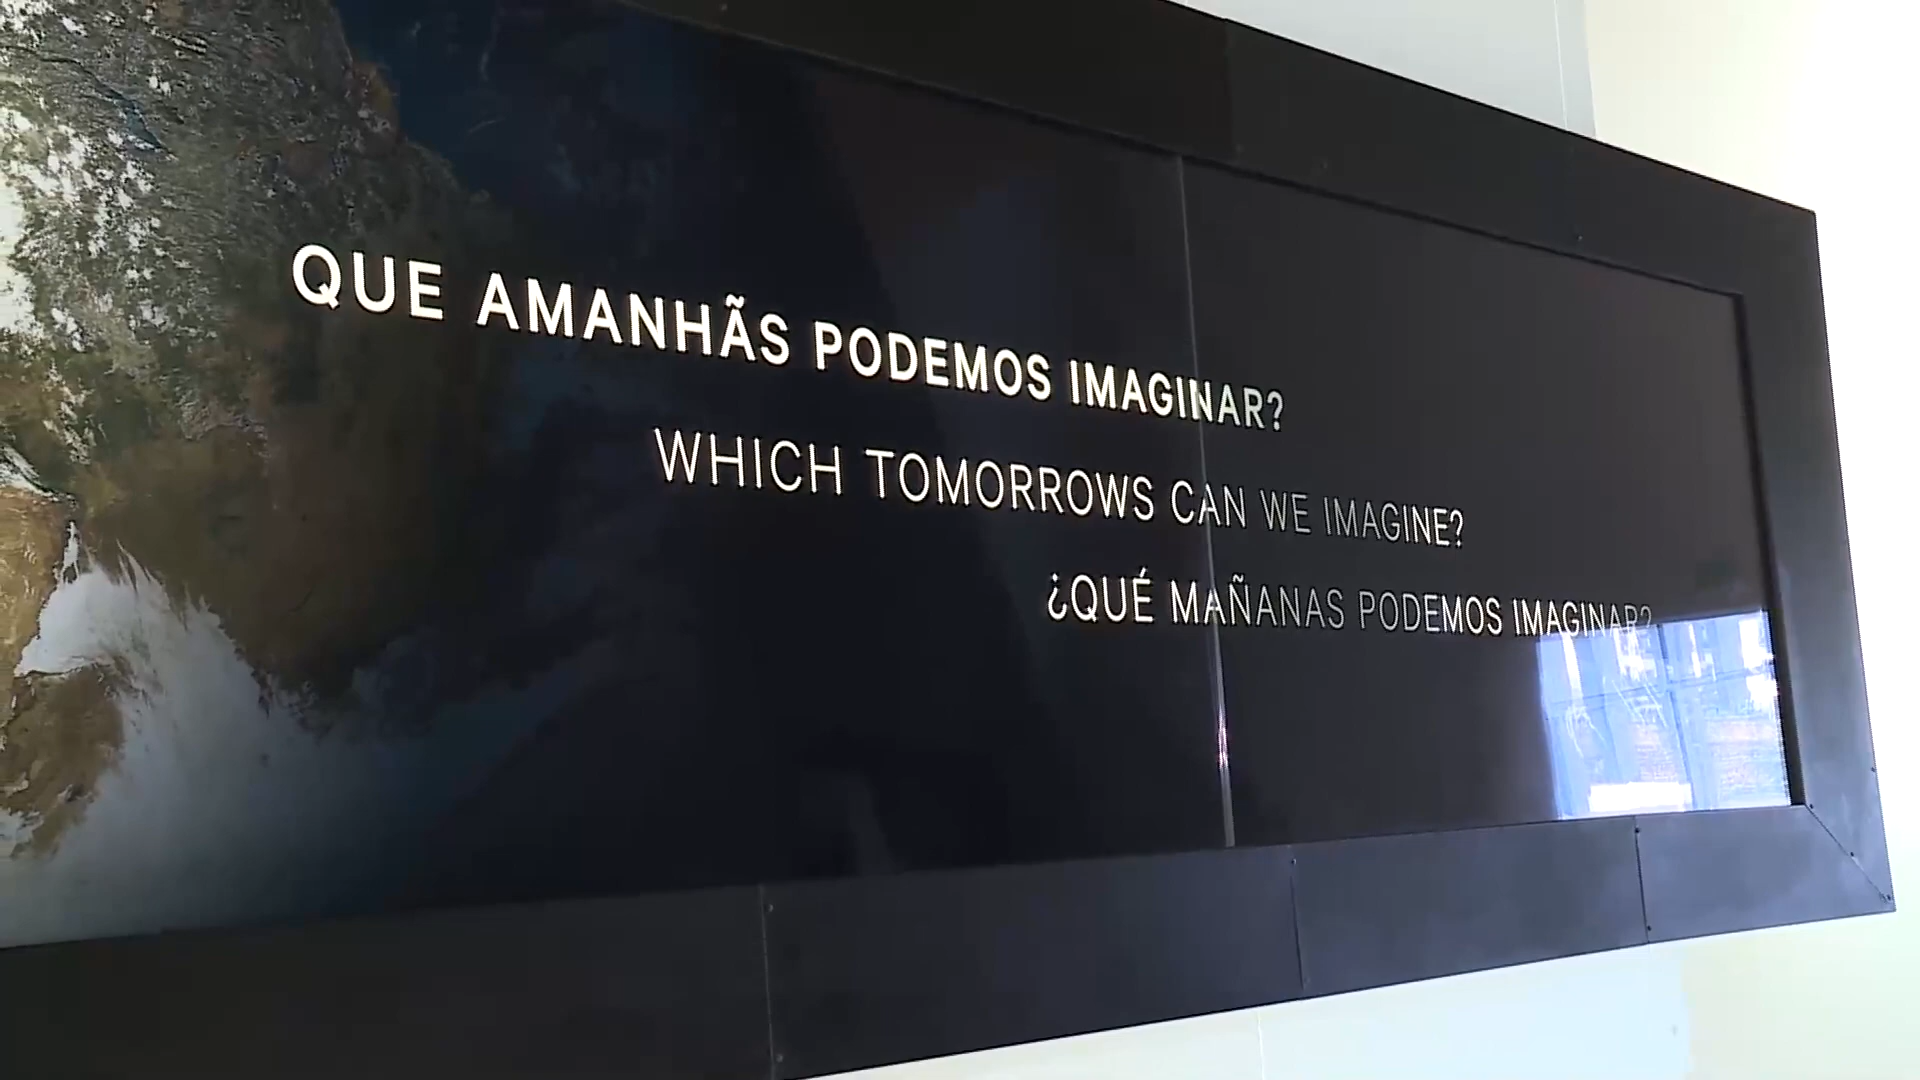 QUE AMANHÃS PODEMOS IMAGINAR?
WHICH TOMORROWS CAN WE IMAGINE?
¿QUÉ MAÑANAS PODEMOS IMAGINAR?